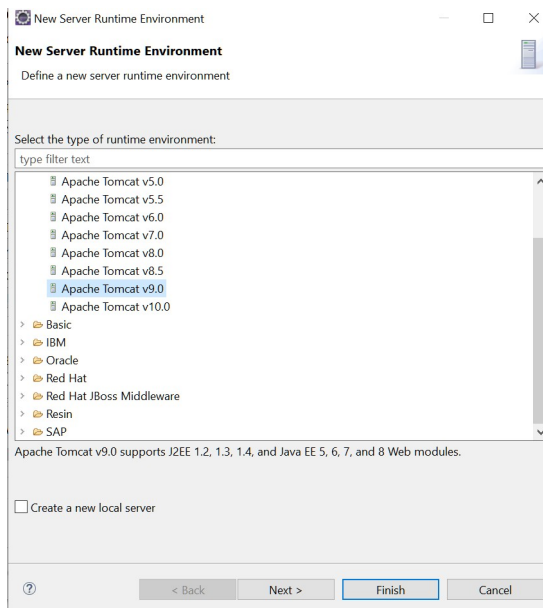 New Server Runtime Environment
New Server Runtime Environment
Define a new server runtime environment
Select the type of runtime environment:
type filter text
Apache Tomcat v5.0
Apache Tomcat v5.5
Apache Tomcat v6.0
Apache Tomcat v7.0
Apache Tomcat v8.0
Apache Tomcat v8.5
Apache Tomcat v9.0
Apache Tomcat v10.0
Basic
IBM
Oracle
Red Hat
Red Hat JBoss Middleware
Resin
SAP
Apache Tomcat v9.0 supports J2EE 1.2, 1.3, 1.4, and Java EE 5, 6, 7, and 8 Web modules.
Create a new local server
? < Back Next > Finish Cancel